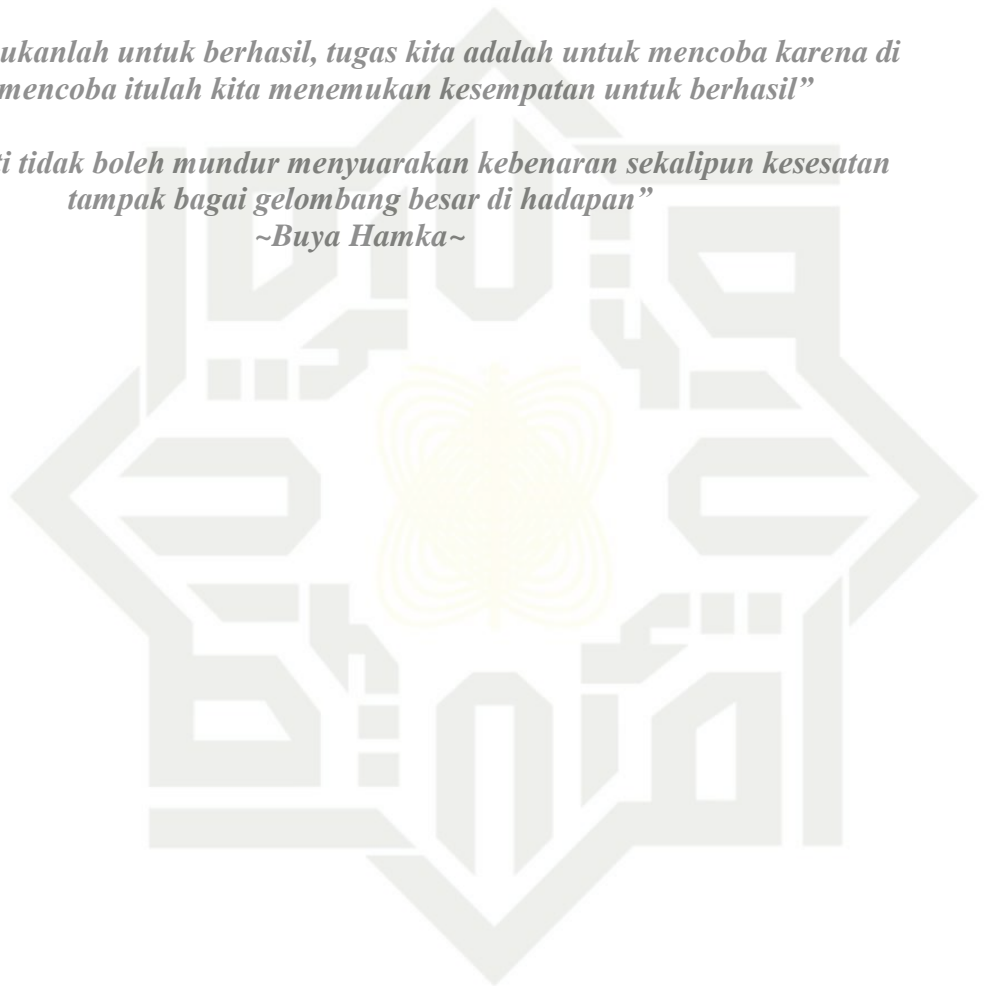 ukanlah untuk berhasil, tugas kita adalah untuk mencoba karena di
mencoba itulah kita menemukan kesempatan untuk berhasil”
ti tidak boleh mundur menyuarakan kebenaran sekalipun kesesatan
tampak bagai gelombang besar di hadapan”
~Buya Hamka~